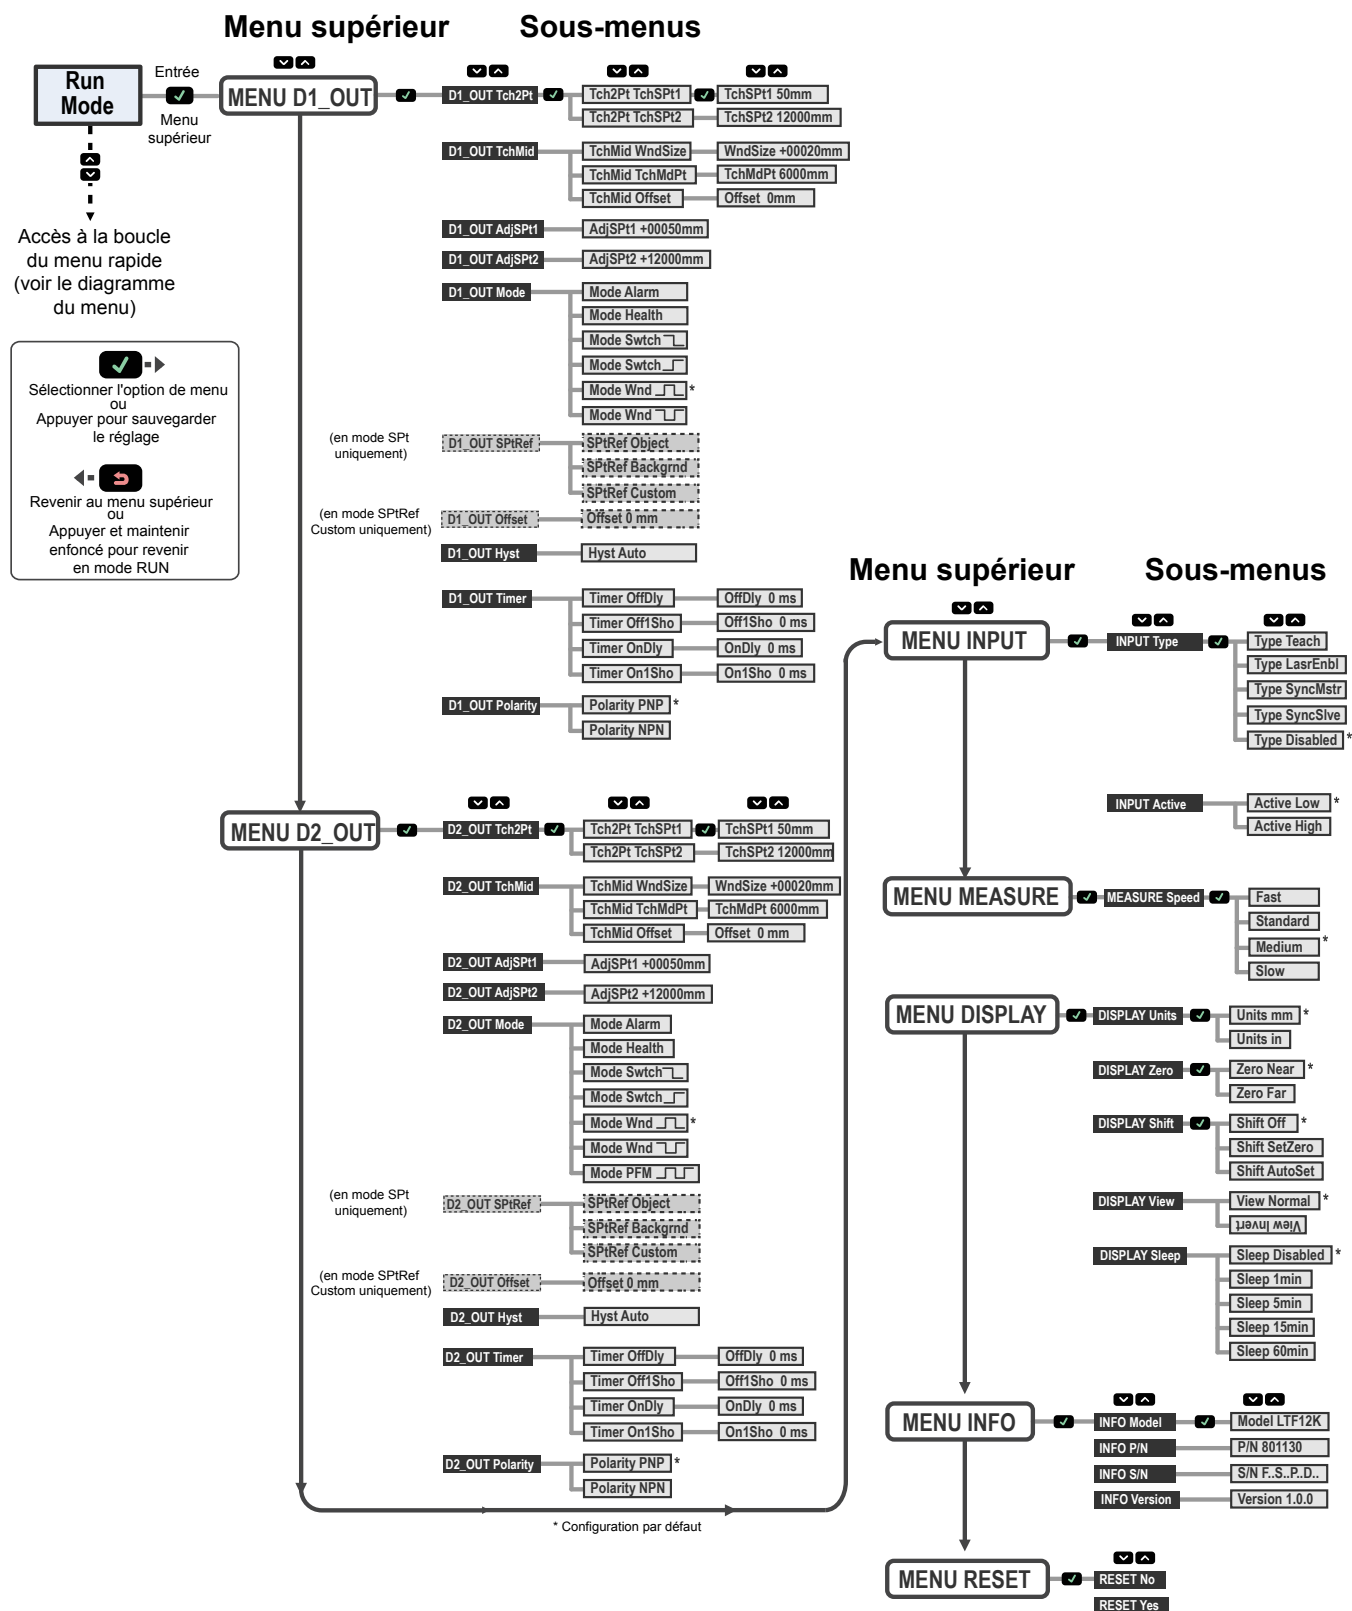 Menu supérieur
Sous-menus
Run
Mode
Entrée
Menu
supérieur
MENU D1_OUT
Accès à la boucle
du menu rapide
(voir le diagramme
du menu)
Sélectionner l'option de menu
ou
Appuyer pour sauvegarder
le réglage
Revenir au menu supérieur
ou
Appuyer et maintenir
enfoncé pour revenir
en mode RUN
D1_OUT Tch2Pt
Tch2Pt TchSPt1
TchSPt1 50mm
Tch2Pt TchSPt2
TchSPt2 12000mm
D1_OUT TchMid
TchMid WndSize
WndSize +00020mm
TchMid TchMdPt
TchMdPt 6000mm
TchMid Offset
Offset 0mm
D1_OUT AdjSPt1
AdjSPt1 +00050mm
D1_OUT AdjSPt2
AdjSPt2 +12000mm
D1_OUT Mode
Mode Alarm
Mode Health
Mode Swtch
Mode Swtch
Mode Wnd *
Mode Wnd
(en mode SPt
uniquement)
D1_OUT SPtRef
SPtRef Object
SPtRef Backgrnd
SPtRef Custom
(en mode SPtRef
Custom uniquement)
D1_OUT Offset
Offset 0 mm
D1_OUT Hyst
Hyst Auto
D1_OUT Timer
Timer OffDly
OffDly 0 ms
Timer Off1Sho
Off1Sho 0 ms
Timer OnDly
OnDly 0 ms
Timer On1Sho
On1Sho 0 ms
D1_OUT Polarity
Polarity PNP *
Polarity NPN
MENU D2_OUT
D2_OUT Tch2Pt
Tch2Pt TchSPt1
TchSPt1 50mm
Tch2Pt TchSPt2
TchSPt2 12000mm
D2_OUT TchMid
TchMid WndSize
WndSize +00020mm
TchMid TchMdPt
TchMdPt 6000mm
TchMid Offset
Offset 0 mm
D2_OUT AdjSPt1
AdjSPt1 +00050mm
D2_OUT AdjSPt2
AdjSPt2 +12000mm
D2_OUT Mode
Mode Alarm
Mode Health
Mode Swtch
Mode Swtch
Mode Wnd *
Mode Wnd
Mode PFM
(en mode SPt
uniquement)
D2_OUT SPtRef
SPtRef Object
SPtRef Backgrnd
SPtRef Custom
(en mode SPtRef
Custom uniquement)
D2_OUT Offset
Offset 0 mm
D2_OUT Hyst
Hyst Auto
D2_OUT Timer
Timer OffDly
OffDly 0 ms
Timer Off1Sho
Off1Sho 0 ms
Timer OnDly
OnDly 0 ms
Timer On1Sho
On1Sho 0 ms
D2_OUT Polarity
Polarity PNP *
Polarity NPN
* Configuration par défaut
Menu supérieur
Sous-menus
MENU INPUT
INPUT Type
Type Teach
Type LasrEnbl
Type SyncMstr
Type SyncSlve
Type Disabled *
INPUT Active
Active Low *
Active High
MENU MEASURE
MEASURE Speed
Fast
Standard
Medium *
Slow
MENU DISPLAY
DISPLAY Units
Units mm *
Units in
DISPLAY Zero
Zero Near *
Zero Far
DISPLAY Shift
Shift Off *
Shift SetZero
Shift AutoSet
DISPLAY View
View Normal *
View Invert
DISPLAY Sleep
Sleep Disabled *
Sleep 1min
Sleep 5min
Sleep 15min
Sleep 60min
MENU INFO
INFO Model
Model LTF12K
INFO P/N
P/N 801130
INFO S/N
S/N F..S..P..D..
INFO Version
Version 1.0.0
MENU RESET
RESET No
RESET Yes